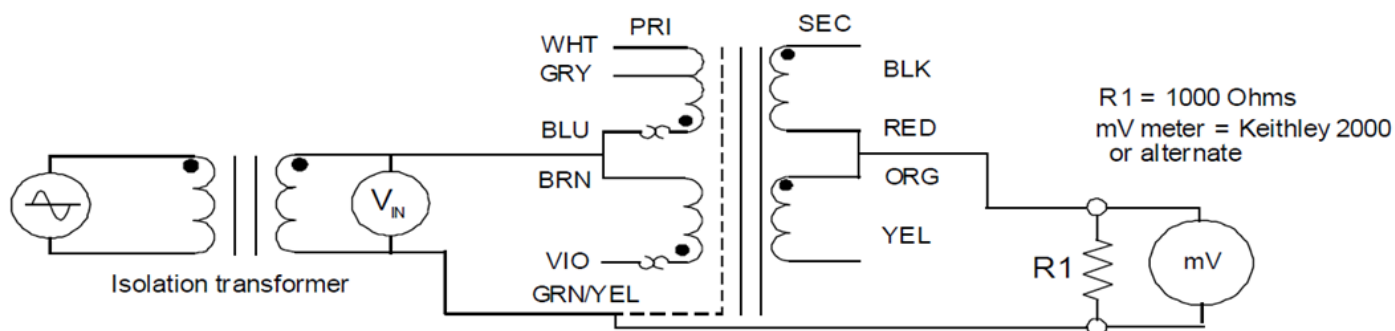 PRI
SEC
WHT
GRY
BLK
R1 = 1000 Ohms
mV meter = Keithley 2000
or alternate
BLU
RED
BRN
ORG
VIN
VIO
YEL
R1
mV
Isolation transformer
GRN/YEL